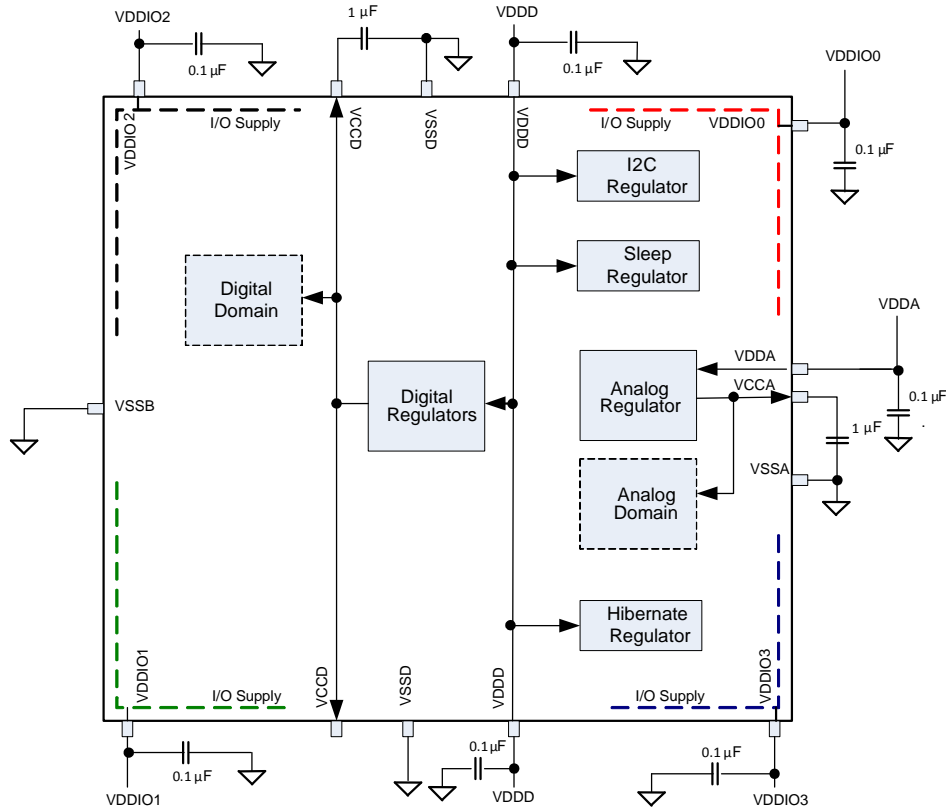 VDDIO2
1 µF
VDDD
0.1 µF
0.1 µF
VDDIO0
0.1 µF
VDDIO2
I/O Supply
VCCD
VSSD
VDDD
I/O Supply
VDDIO0
I2C
Regulator
Sleep
Regulator
Digital
Domain
VDDA
VDDA
VCCA
Analog
Regulator
Digital
Regulators
0.1 µF
1 µF
.
VSSB
VSSA
Analog
Domain
Hibernate
Regulator
VDDIO1
I/O Supply
VCCD
VSSD
VDDD
I/O Supply
VDDIO3
0.1 µF
0.1 µF
0.1 µF
VDDIO1
VDDD
VDDIO3